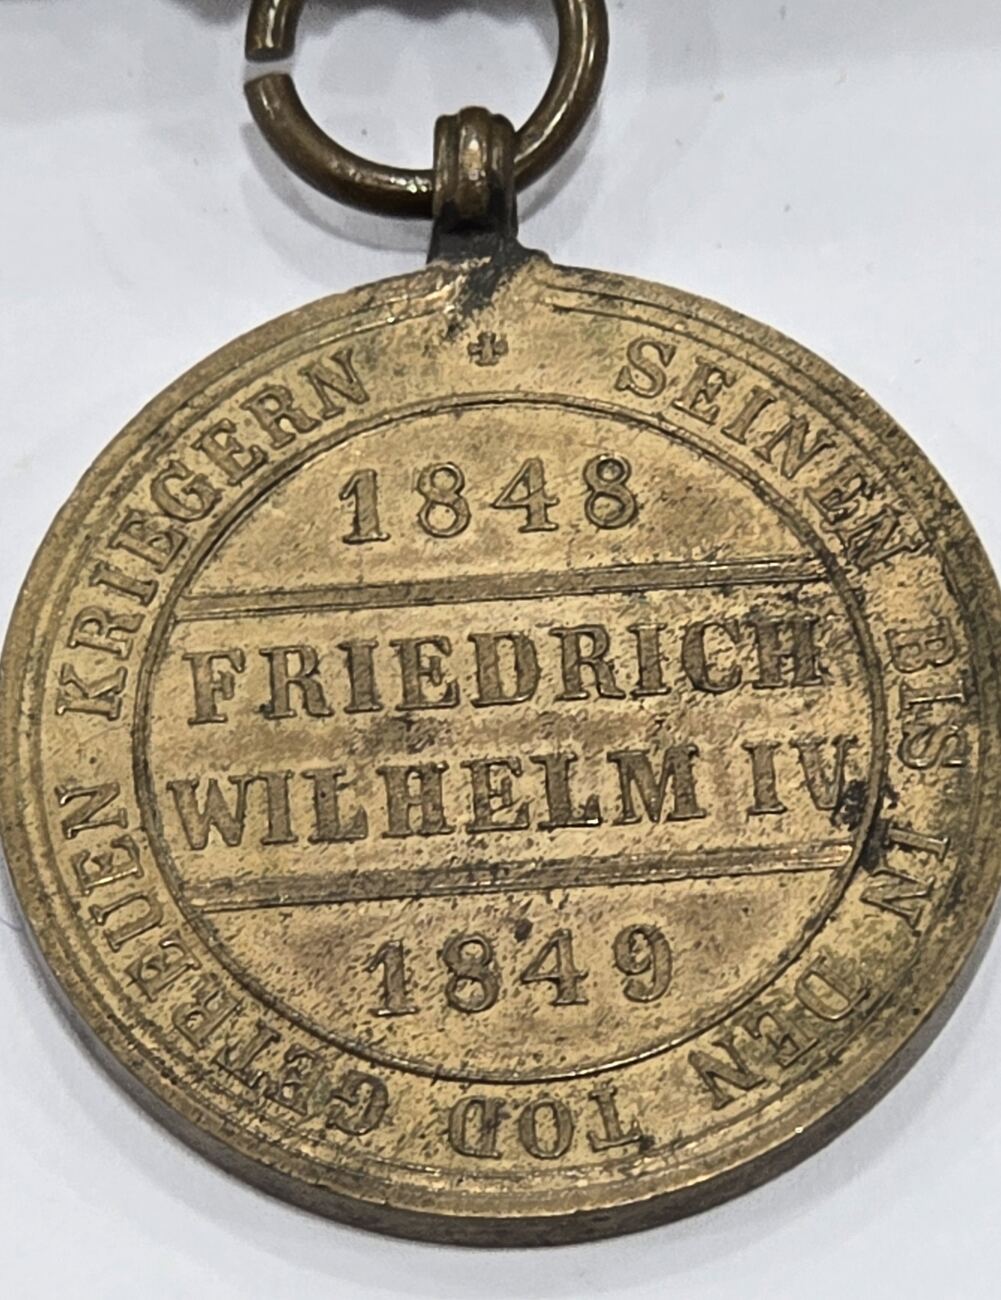 SEINEN BIS IN DEN TOD GETREUEN KRIEGERN
1848
FRIEDRICH
WILHELM IV
1849